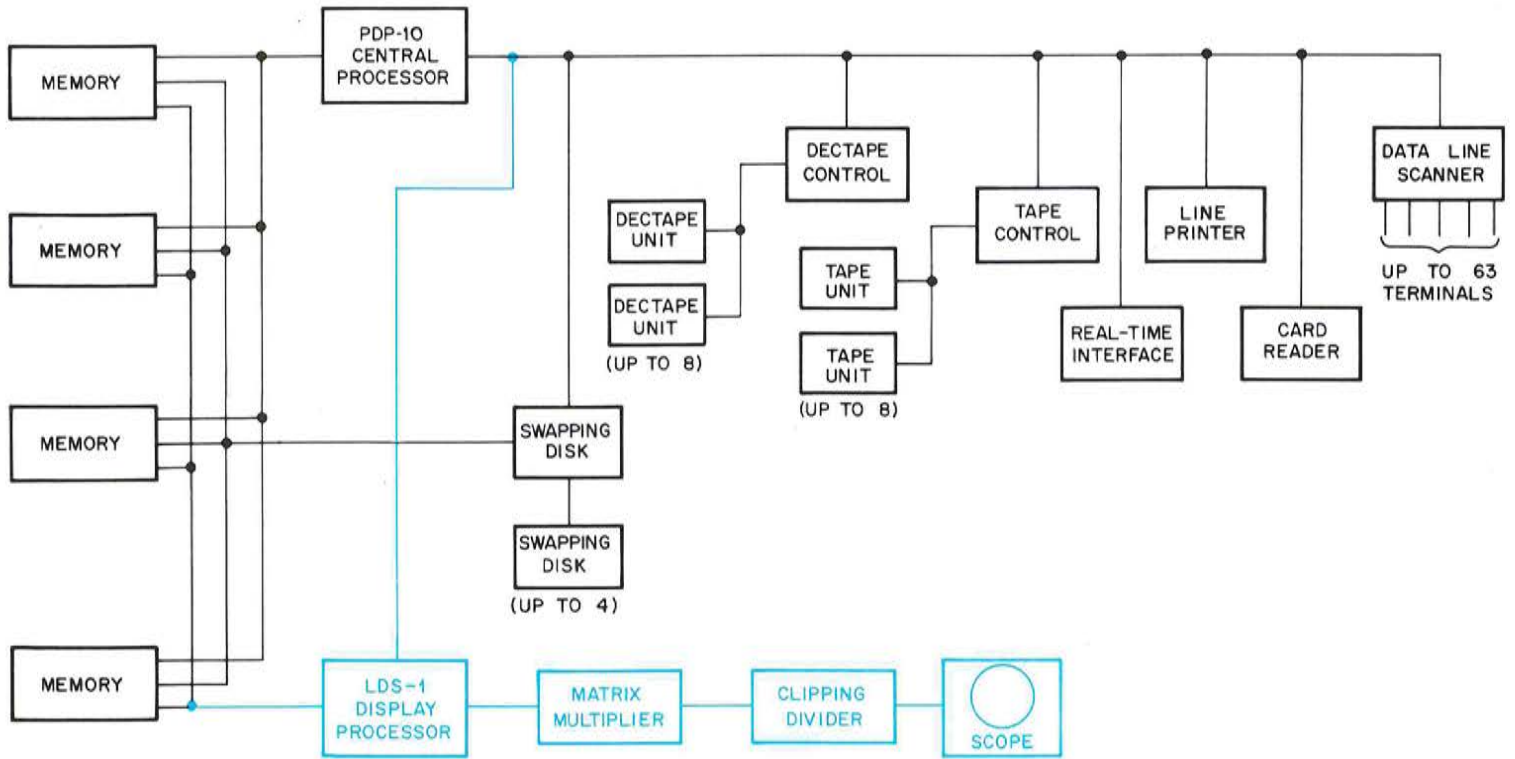 PDP-10
CENTRAL
PROCESSOR
MEMORY
DECTAPE
CONTROL
DATA LINE
SCANNER
DECTAPE
UNIT
TAPE
CONTROL
LINE
PRINTER
MEMORY
TAPE
UNIT
UP TO 63
TERMINALS
DECTAPE
UNIT
(UP TO 8)
REAL-TIME
INTERFACE
CARD
READER
TAPE
UNIT
(UP TO 8)
MEMORY
SWAPPING
DISK
SWAPPING
DISK
(UP TO 4)
MEMORY
LDS-1
DISPLAY
PROCESSOR
MATRIX
MULTIPLIER
CLIPPING
DIVIDER
SCOPE